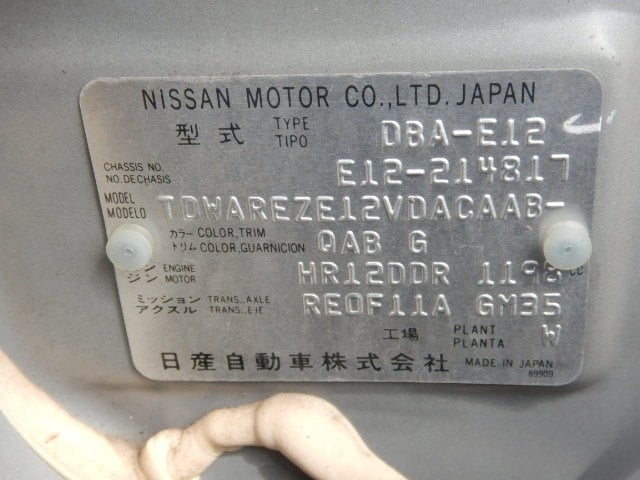 NISSAN MOTOR CO.,LTD. JAPAN
型式 TYPE TIPO DBA-E12
CHASSIS NO. NO.DECHASIS E12-214817
MODEL MODELO TDWAREZE12VDACAAB-
カラー COLOR,TRIM
トリム COLOR,GUARNICION QAB G
ジン ENGINE
ジン MOTOR HR12DDR 1198 CC
ミッション TRANS.,AXLE
アクスル TRANS.,EJE RE0F11A GM35
工場 PLANT PLANTA W
日産自動車株式会社 MADE IN JAPAN
89909